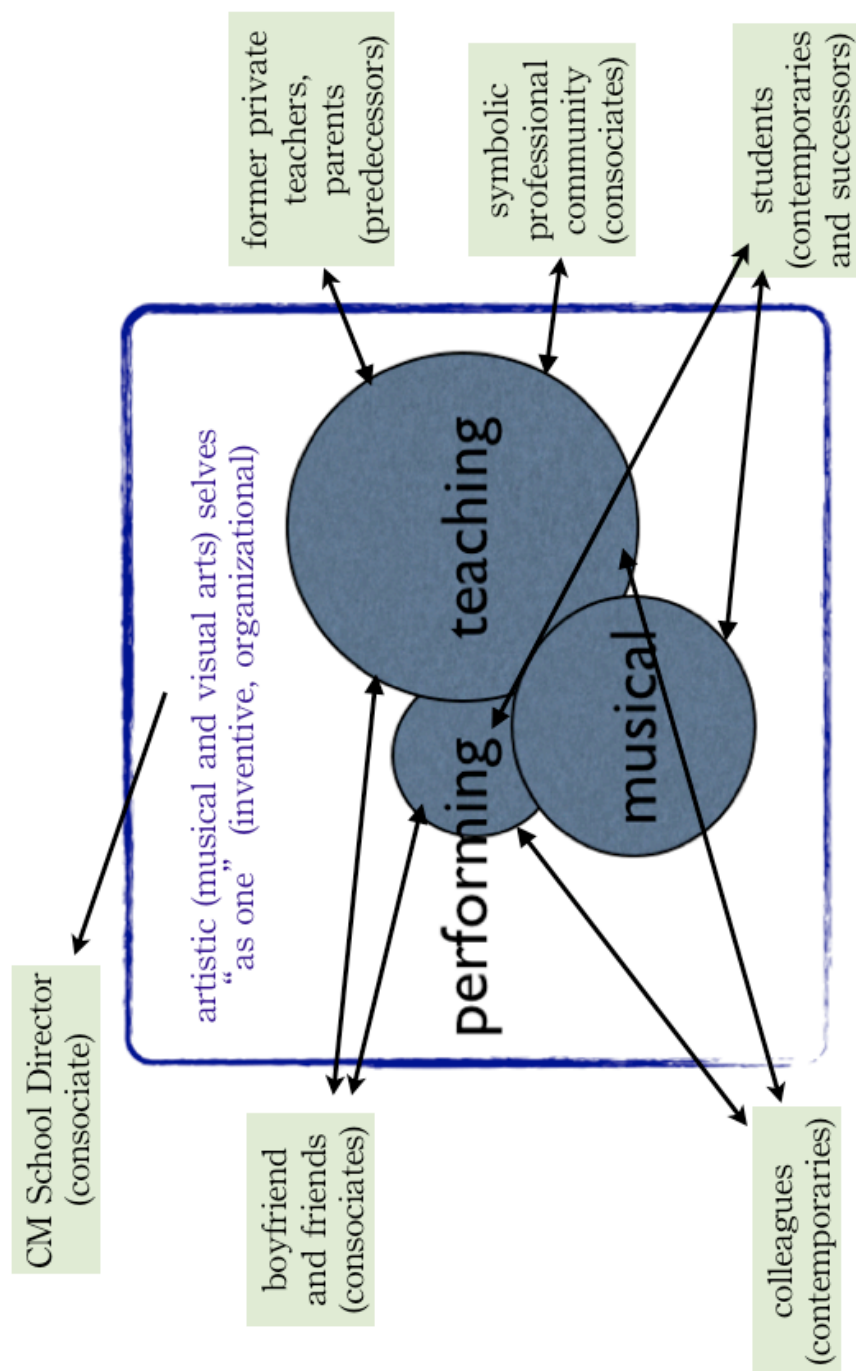 CM School Director
(consociate)
artistic (musical and visual arts) selves
“as one” (inventive, organizational)
boyfriend
and friends
(consociates)
former private
teachers,
parents
(predecessors)
performing
teaching
musical
symbolic
professional
community
(consociates)
colleagues
(contemporaries)
students
(contemporaries
and successors)